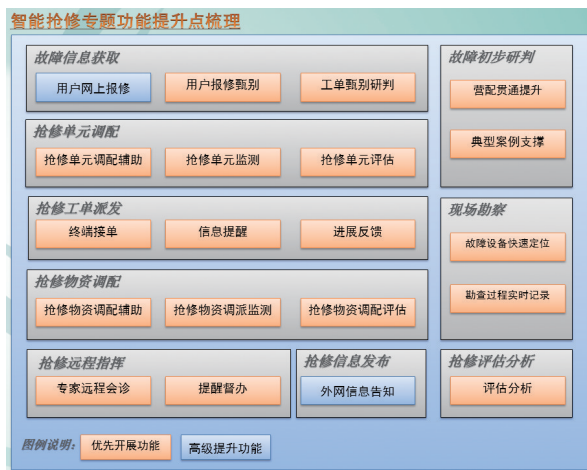 智能抢修专题功能提升点梳理
故障信息获取
用户网上报修
用户报修甄别
工单甄别研判
故障初步研判
营配贯通提升
典型案例支撑
抢修单元调配
抢修单元调配辅助
抢修单元监测
抢修单元评估
抢修工单派发
终端接单
信息提醒
进展反馈
现场勘察
故障设备快速定位
勘查过程实时记录
抢修物资调配
抢修物资调配辅助
抢修物资调派监测
抢修物资调配评估
抢修远程指挥
专家远程会诊
提醒督办
抢修信息发布
外网信息告知
抢修评估分析
评估分析
图例说明：
优先开展功能
高级提升功能